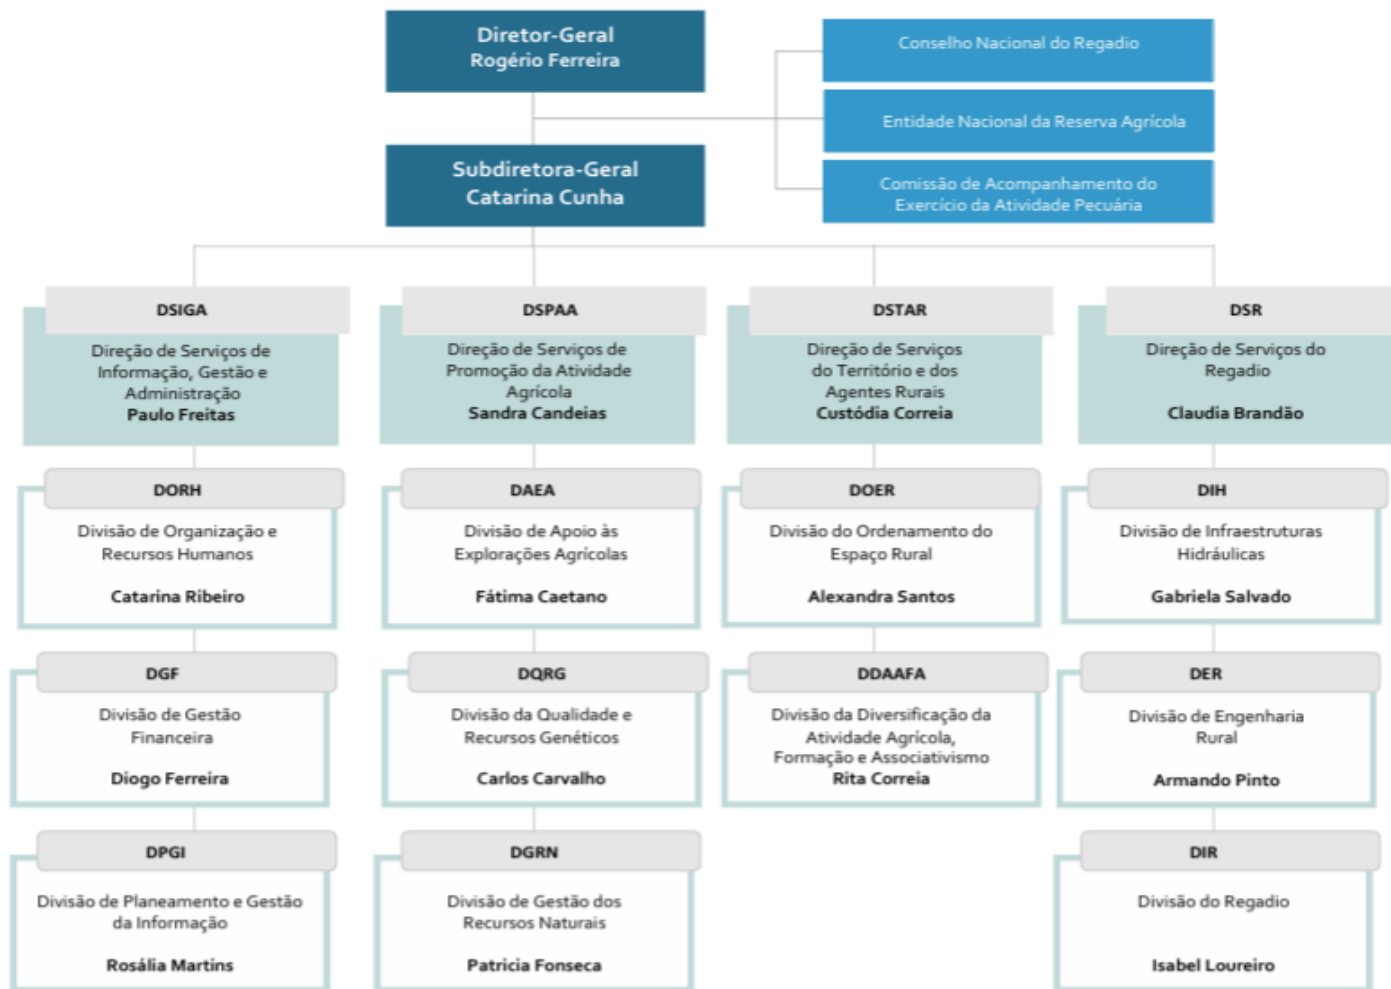 Diretor-Geral
Rogério Ferreira
Conselho Nacional do Regadio
Entidade Nacional da Reserva Agrícola
Subdiretora-Geral
Catarina Cunha
Comissão de Acompanhamento do
Exercício da Atividade Pecuária
DSIGA
Direção de Serviços de
Informação, Gestão e
Administração
Paulo Freitas
DSPAA
Direção de Serviços de
Promoção da Atividade
Agrícola
Sandra Candeias
DSTAR
Direção de Serviços
do Território e dos
Agentes Rurais
Custódia Correia
DSR
Direção de Serviços do
Regadio
Claudia Brandão
DORH
Divisão de Organização e
Recursos Humanos
Catarina Ribeiro
DAEA
Divisão de Apoio às
Explorações Agrícolas
Fátima Caetano
DOER
Divisão do Ordenamento do
Espaço Rural
Alexandra Santos
DIH
Divisão de Infraestruturas
Hidráulicas
Gabriela Salvado
DGF
Divisão de Gestão
Financeira
Diogo Ferreira
DQRG
Divisão da Qualidade e
Recursos Genéticos
Carlos Carvalho
DDAAFA
Divisão da Diversificação da
Atividade Agrícola,
Formação e Associativismo
Rita Correia
DER
Divisão de Engenharia
Rural
Armando Pinto
DPGI
Divisão de Planeamento e Gestão
da Informação
Rosália Martins
DGRN
Divisão de Gestão dos
Recursos Naturais
Patricia Fonseca
DIR
Divisão do Regadio
Isabel Loureiro